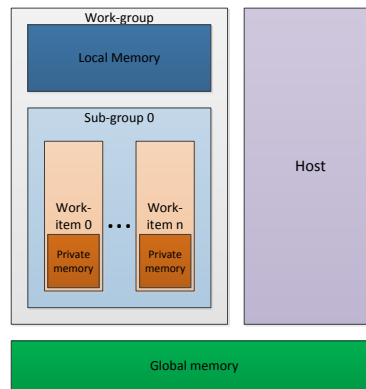 Work-group
Local Memory
Sub-group 0
Work-
item 0
Private
memory
...
Work-
item n
Private
memory
Host
Global memory